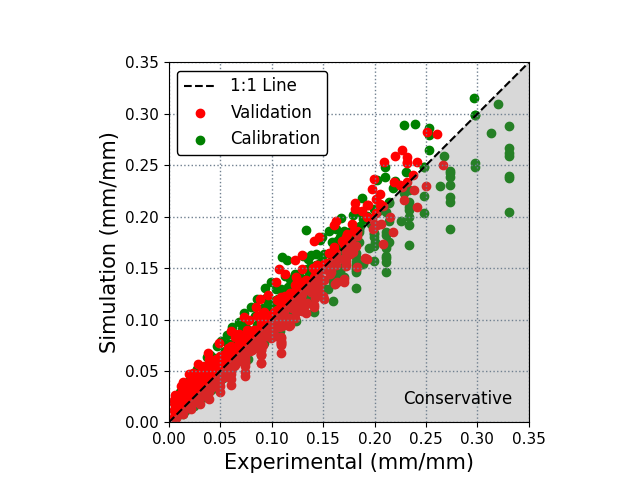 0.35
0.30
0.25
0.20
0.15
0.10
0.05
0.00
Simulation (mm/mm)
1:1 Line
Validation
Calibration
Conservative
0.00 0.05 0.10 0.15 0.20 0.25 0.30 0.35
Experimental (mm/mm)